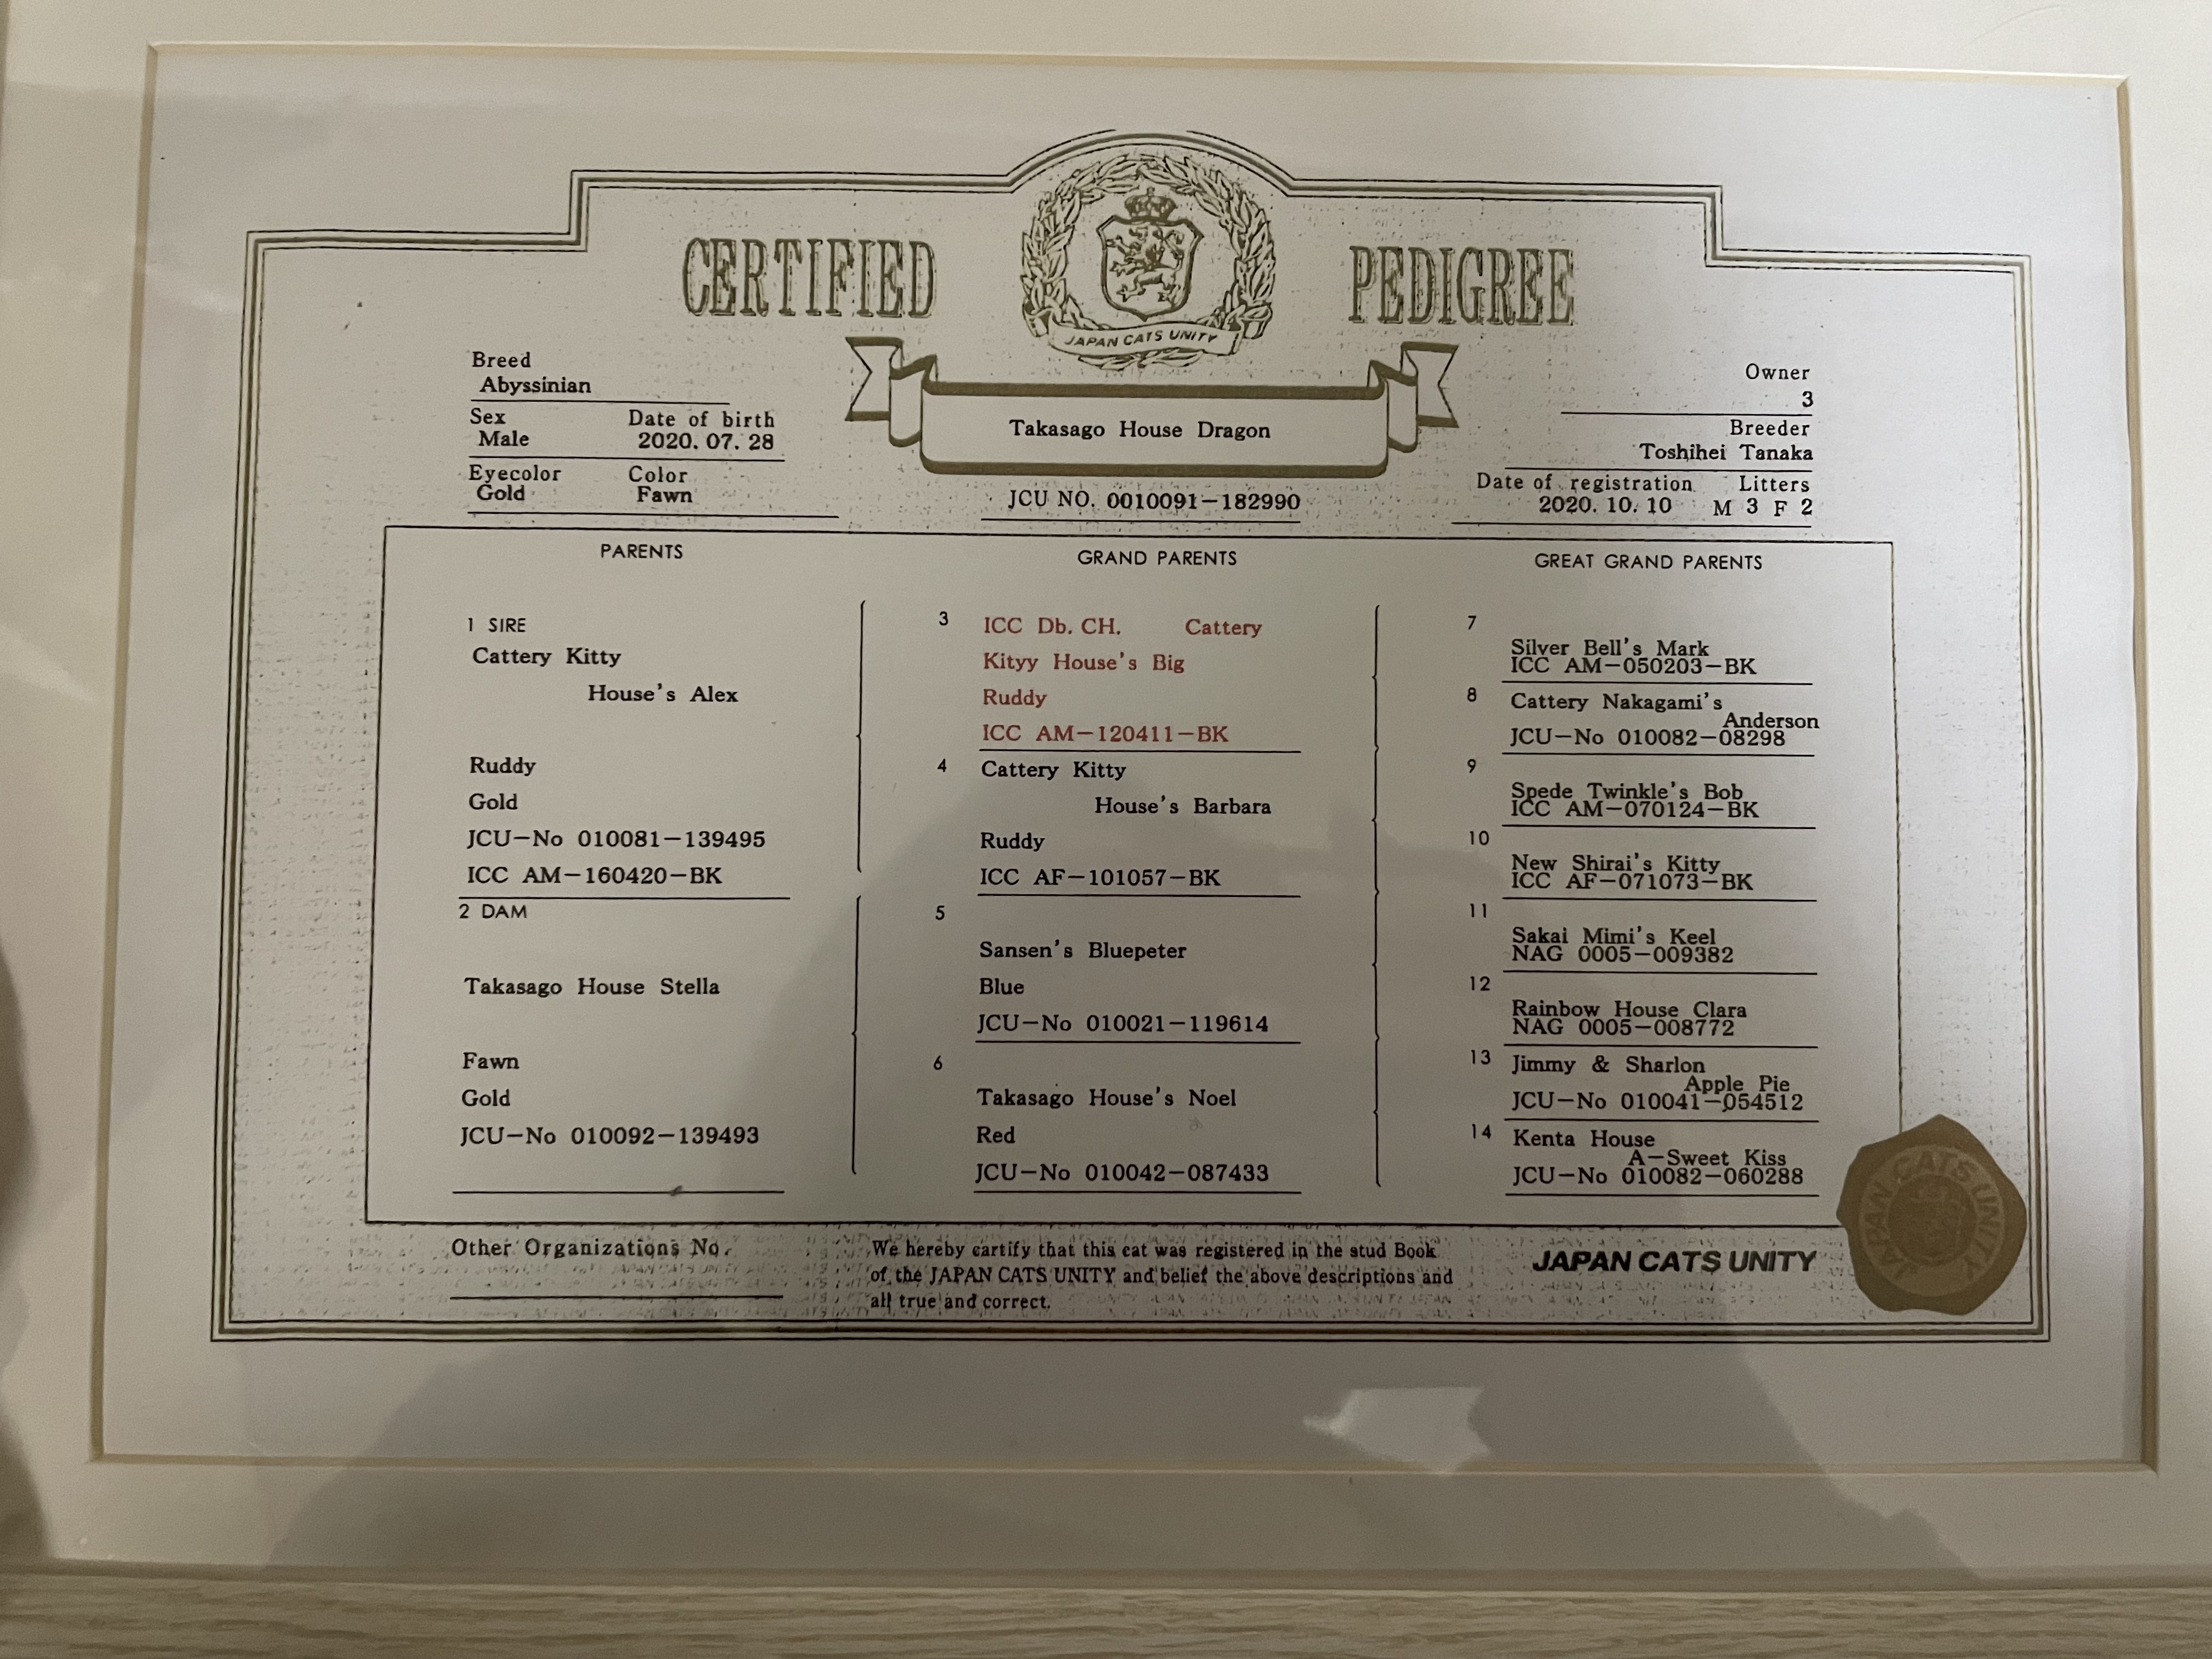 CERTIFIED PEDIGREE
JAPAN CATS UNITY
Breed
Abyssinian
Sex Date of birth
Male 2020. 07. 28
Eyecolor Color
Gold Fawn
Takasago House Dragon
JCU NO. 0010091-182990
Owner
3
Breeder
Toshihei Tanaka
Date of registration Litters
2020. 10. 10 M 3 F 2
PARENTS
1 SIRE
Cattery Kitty
House's Alex
Ruddy
Gold
JCU-No 010081-139495
ICC AM-160420-BK
2 DAM
Takasago House Stella
Fawn
Gold
JCU-No 010092-139493
GRAND PARENTS
3 ICC Db. CH. Cattery
Kityy House's Big
Ruddy
ICC AM-120411-BK
4 Cattery Kitty
House's Barbara
Ruddy
ICC AF-101057-BK
5
Sansen's Bluepeter
Blue
JCU-No 010021-119614
6
Takasago House's Noel
Red
JCU-No 010042-087433
GREAT GRAND PARENTS
7
Silver Bell's Mark
ICC AM-050203-BK
8 Cattery Nakagami's
Anderson
JCU-No 010082-08298
9
Spede Twinkle's Bob
ICC AM-070124-BK
10
New Shirai's Kitty
ICC AF-071073-BK
11
Sakai Mimi's Keel
NAG 0005-009382
12
Rainbow House Clara
NAG 0005-008772
13 Jimmy & Sharlon
Apple Pie
JCU-No 010041-054512
14 Kenta House
A-Sweet Kiss
JCU-No 010082-060288
Other Organizations No.
We hereby cartify that this cat was registered in the stud Book
of the JAPAN CATS UNITY and belief the above descriptions and
all true and correct.
JAPAN CATS UNITY
JAPAN CATS UNITY